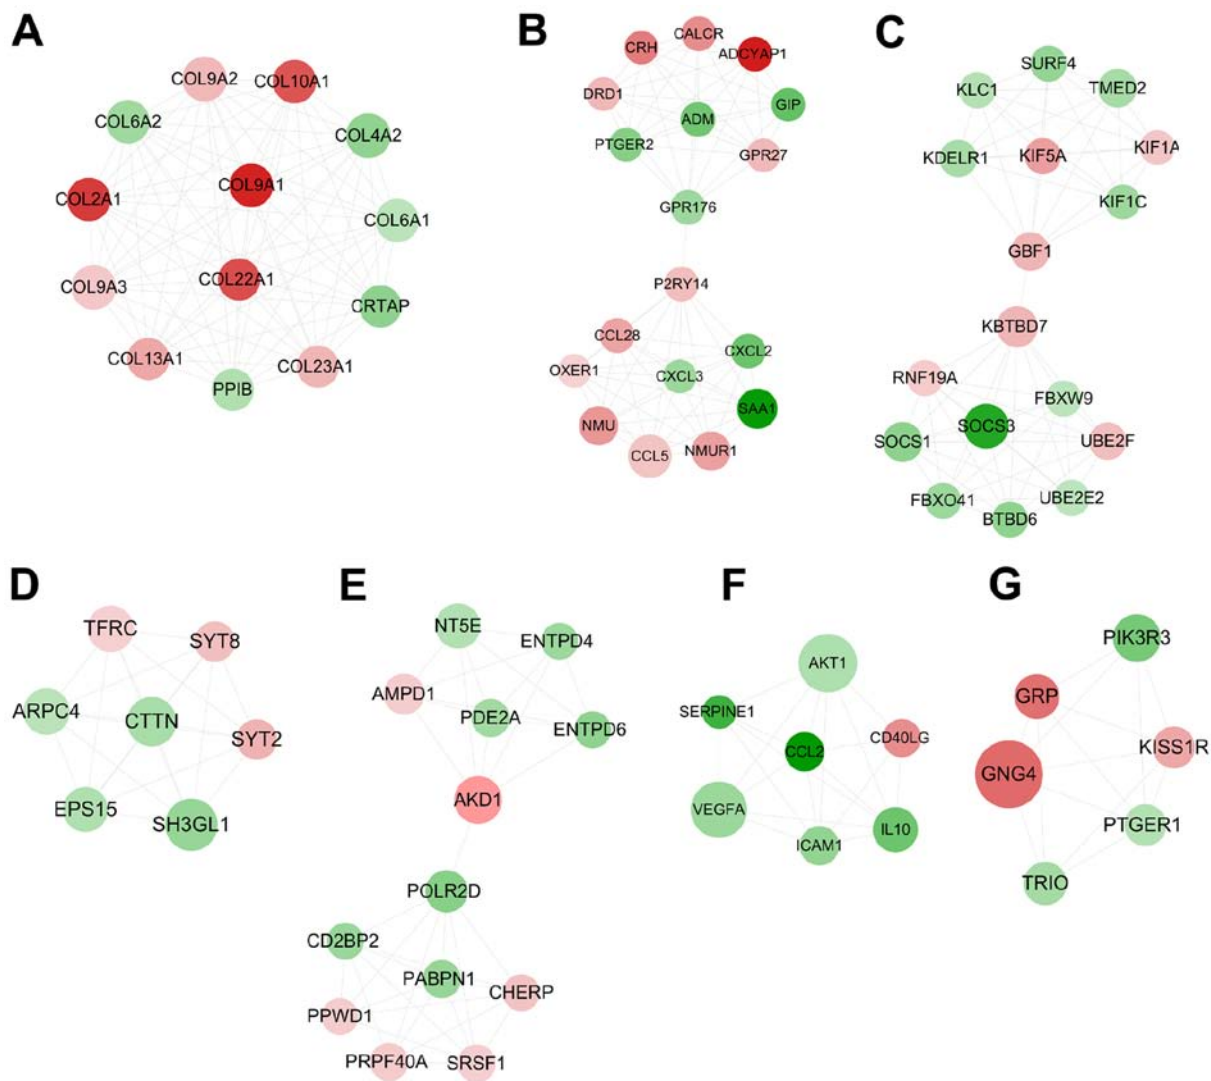 A
COL9A2
COL10A1
COL6A2
COL4A2
COL9A1
COL2A1
COL6A1
COL22A1
COL9A3
CRTAP
COL13A1
COL23A1
PPIB
B
CRH
CALCR
ADCYAP1
DRD1
GIP
ADM
PTGER2
GPR27
GPR176
P2RY14
CCL28
CXCL2
OXER1
CXCL3
SAA1
NMU
CCL5
NMUR1
C
SURF4
KLC1
TMED2
KDELR1
KIF5A
KIF1A
KIF1C
GBF1
KBTBD7
RNF19A
FBXW9
SOCS3
SOCS1
UBE2F
FBXO41
UBE2E2
BTBD6
D
TFRC
SYT8
ARPC4
CTTN
SYT2
EPS15
SH3GL1
E
NT5E
ENTPD4
AMPD1
PDE2A
ENTPD6
AKD1
POLR2D
CD2BP2
PABPN1
CHERP
PPWD1
PRPF40A
SRSF1
F
AKT1
SERPINE1
CD40LG
CCL2
VEGFA
IL10
ICAM1
G
PIK3R3
GRP
KISS1R
GNG4
PTGER1
TRIO